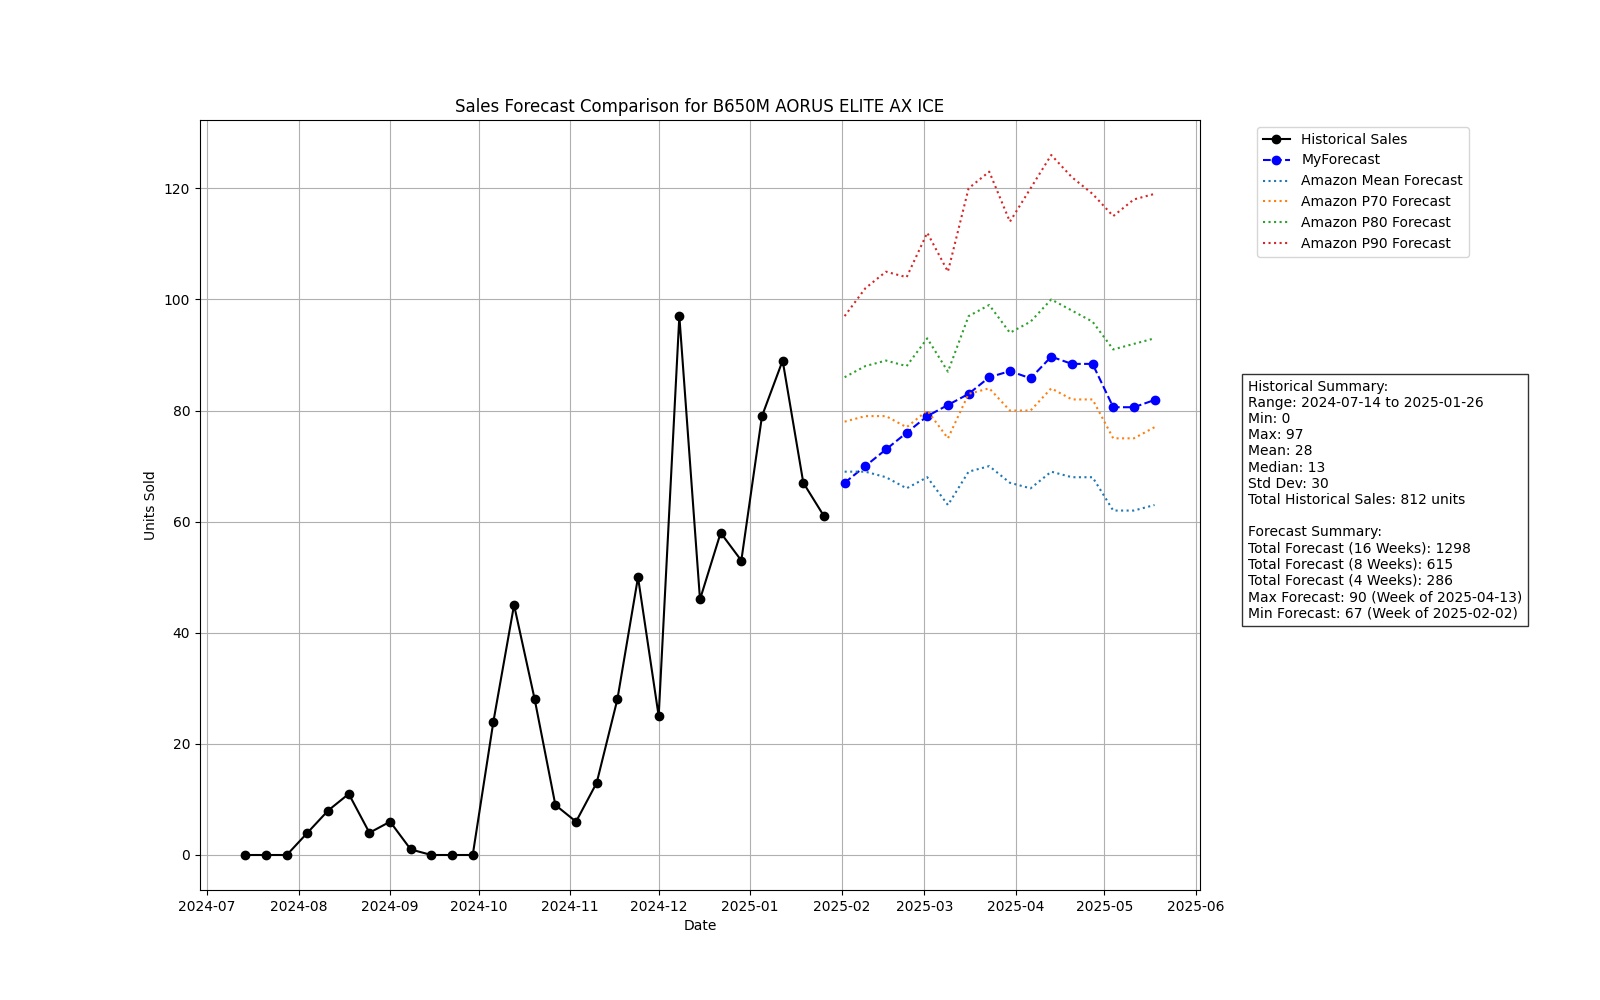 Sales Forecast Comparison for B650M AORUS ELITE AX ICE
Units Sold
120
100
80
60
40
20
0
2024-07 2024-08 2024-09 2024-10 2024-11 2024-12 2025-01 2025-02 2025-03 2025-04 2025-05 2025-06
Date
Historical Sales
MyForecast
Amazon Mean Forecast
Amazon P70 Forecast
Amazon P80 Forecast
Amazon P90 Forecast
Historical Summary:
Range: 2024-07-14 to 2025-01-26
Min: 0
Max: 97
Mean: 28
Median: 13
Std Dev: 30
Total Historical Sales: 812 units
Forecast Summary:
Total Forecast (16 Weeks): 1298
Total Forecast (8 Weeks): 615
Total Forecast (4 Weeks): 286
Max Forecast: 90 (Week of 2025-04-13)
Min Forecast: 67 (Week of 2025-02-02)